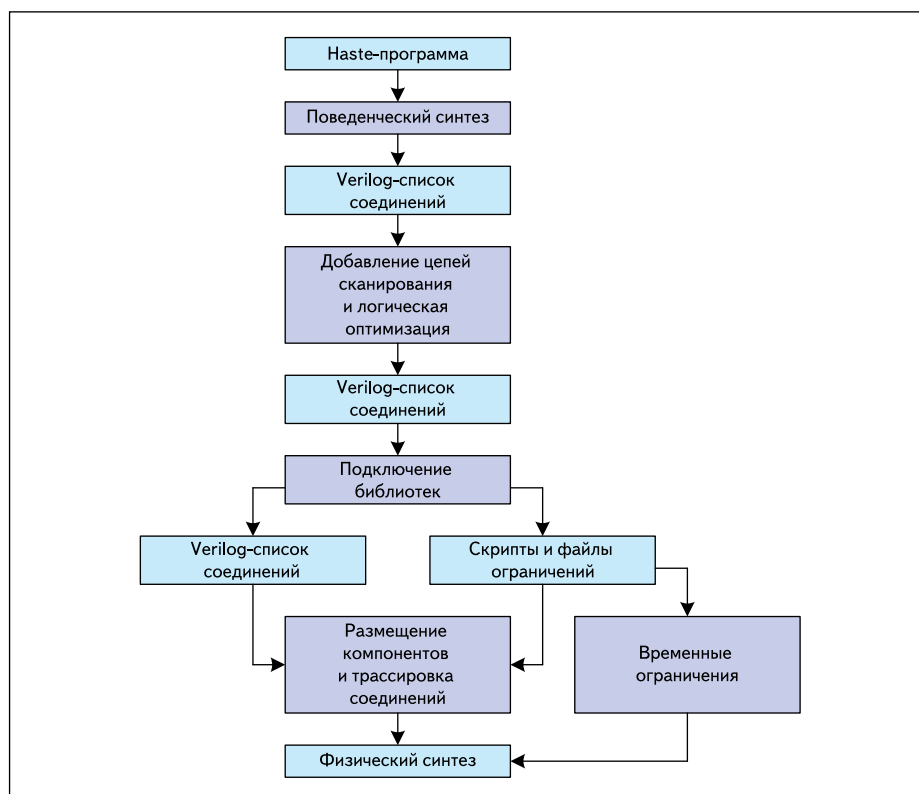 Haste-программа
Поведенческий синтез
Verilog-список
соединений
Добавление цепей
сканирования
и логическая
оптимизация
Verilog-список
соединений
Подключение
библиотек
Verilog-список
соединений
Скрипты и файлы
ограничений
Размещение
компонентов
и трассировка
соединений
Временные
ограничения
Физический синтез